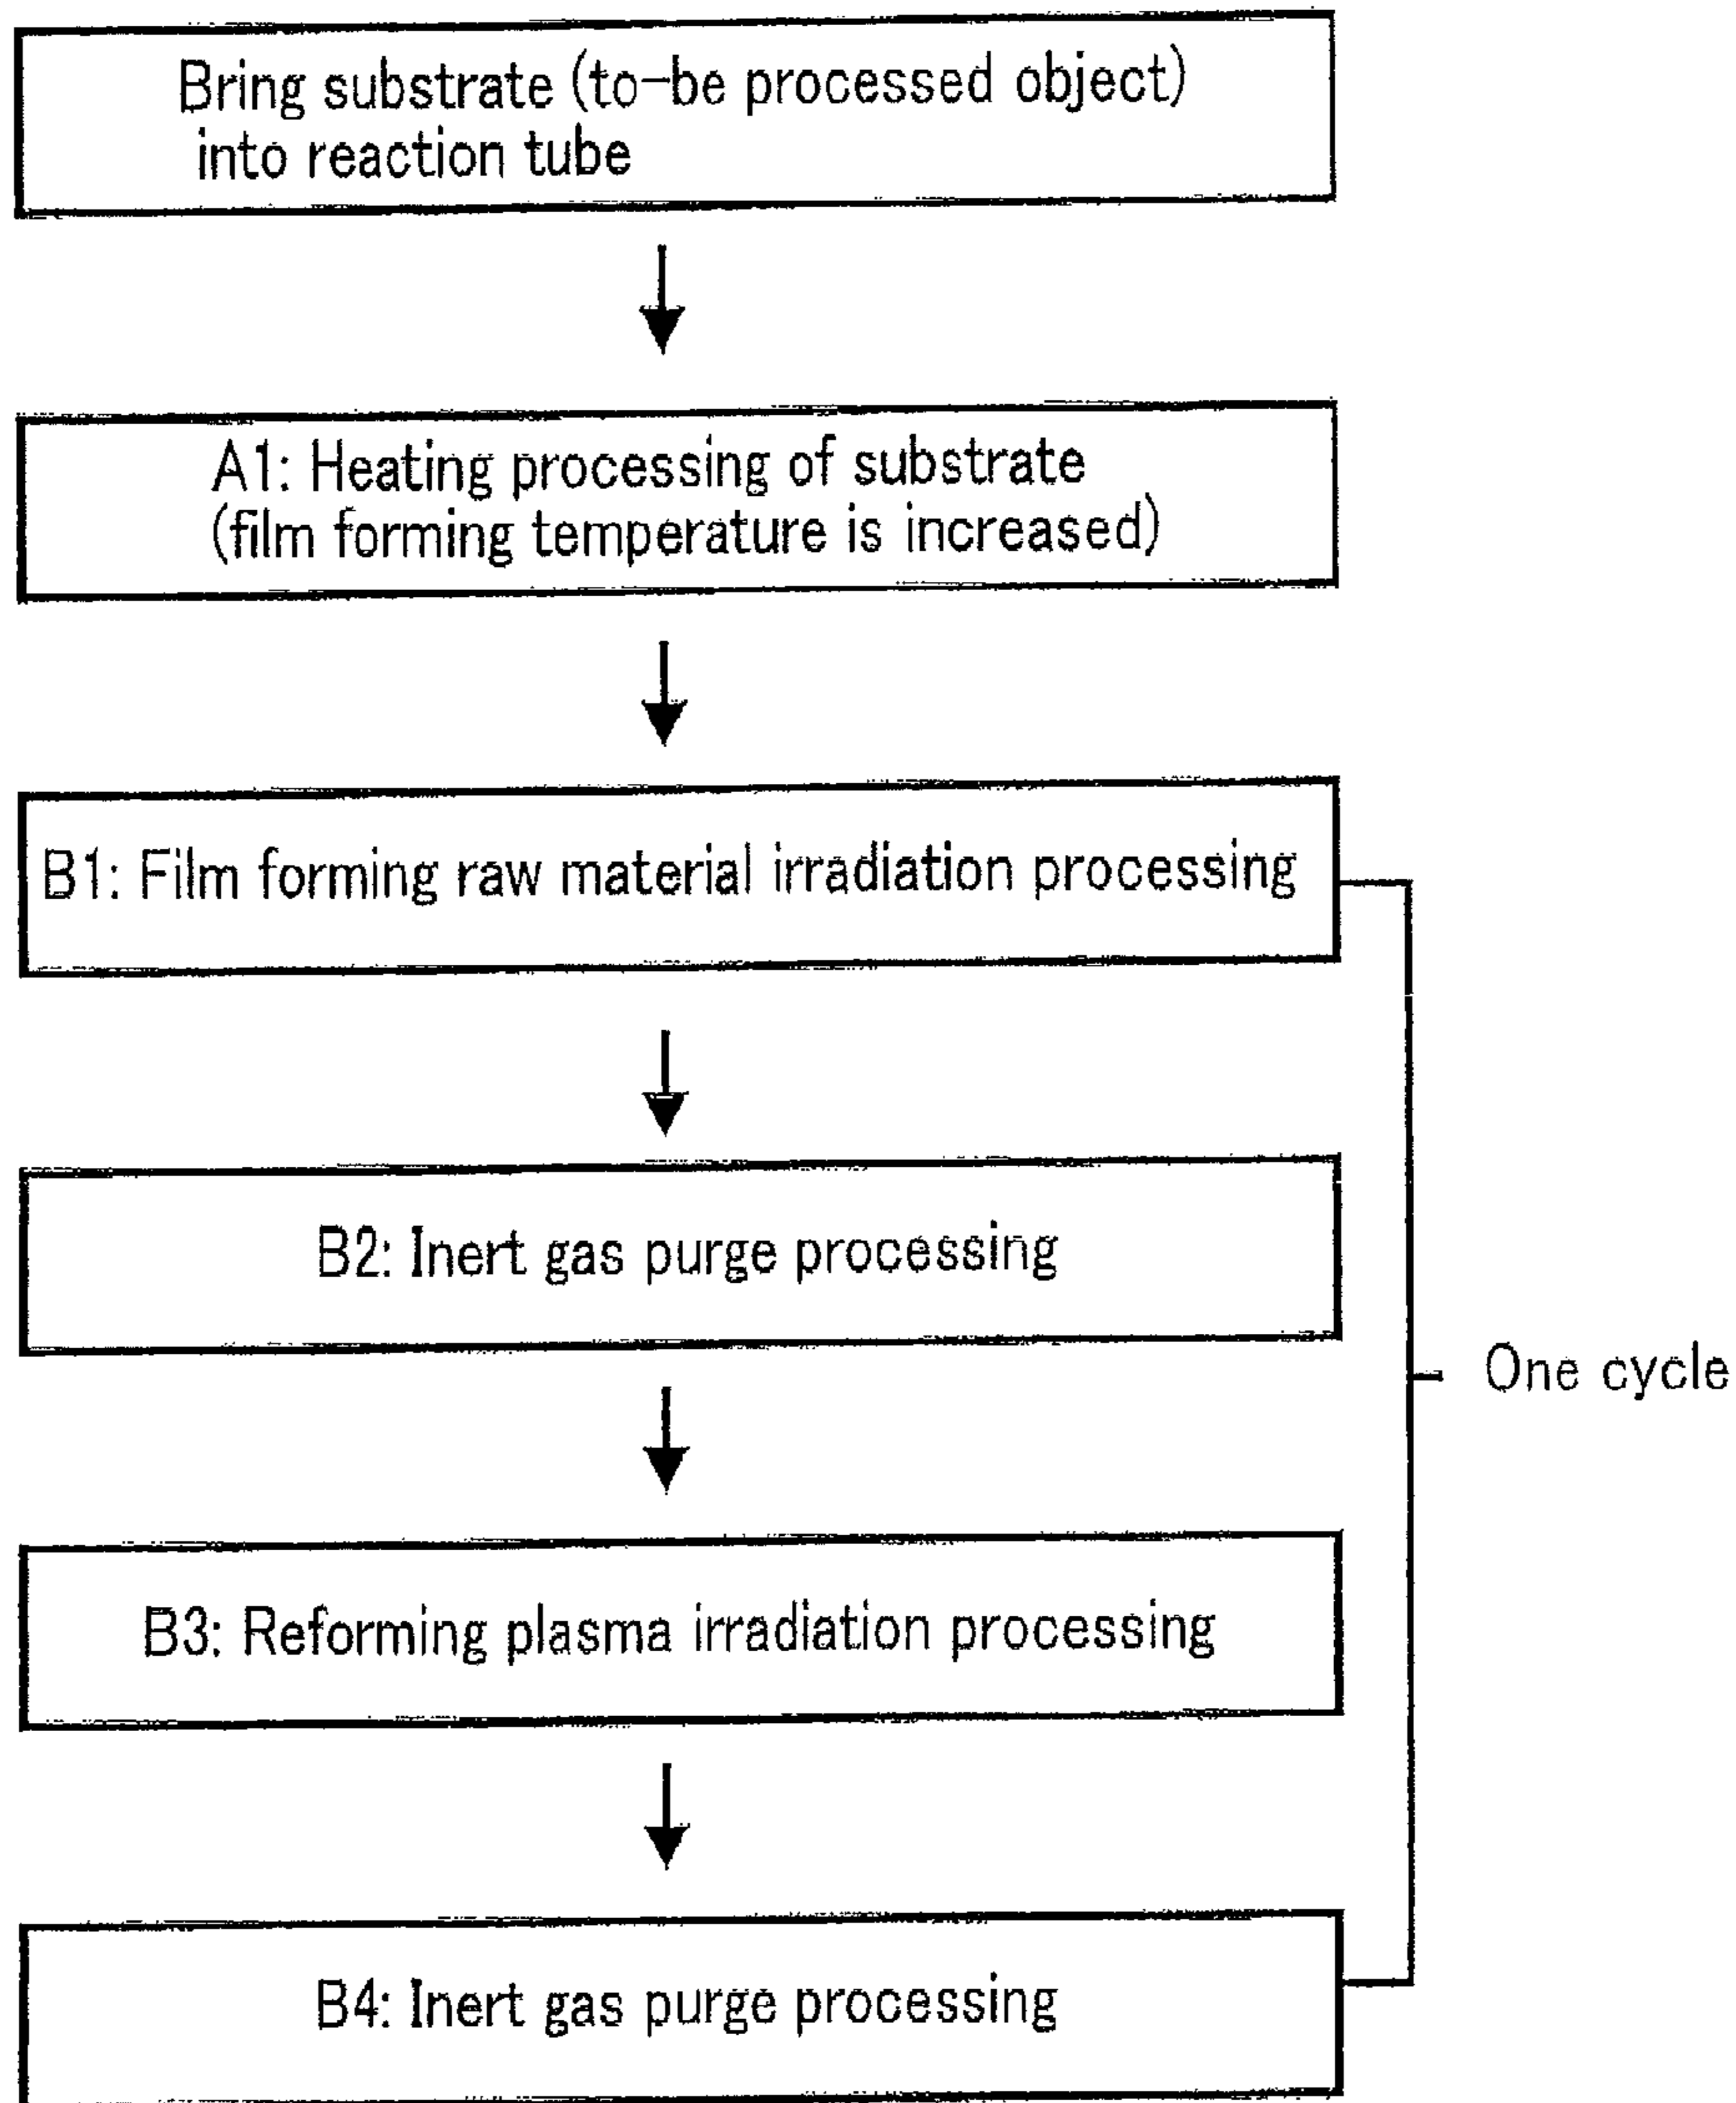 Bring substrate (to-be processed object)
into reaction tube
A1: Heating processing of substrate
(film forming temperature is increased)
B1: Film forming raw material irradiation processing
B2: Inert gas purge processing
One cycle
B3: Reforming plasma irradiation processing
B4: Inert gas purge processing